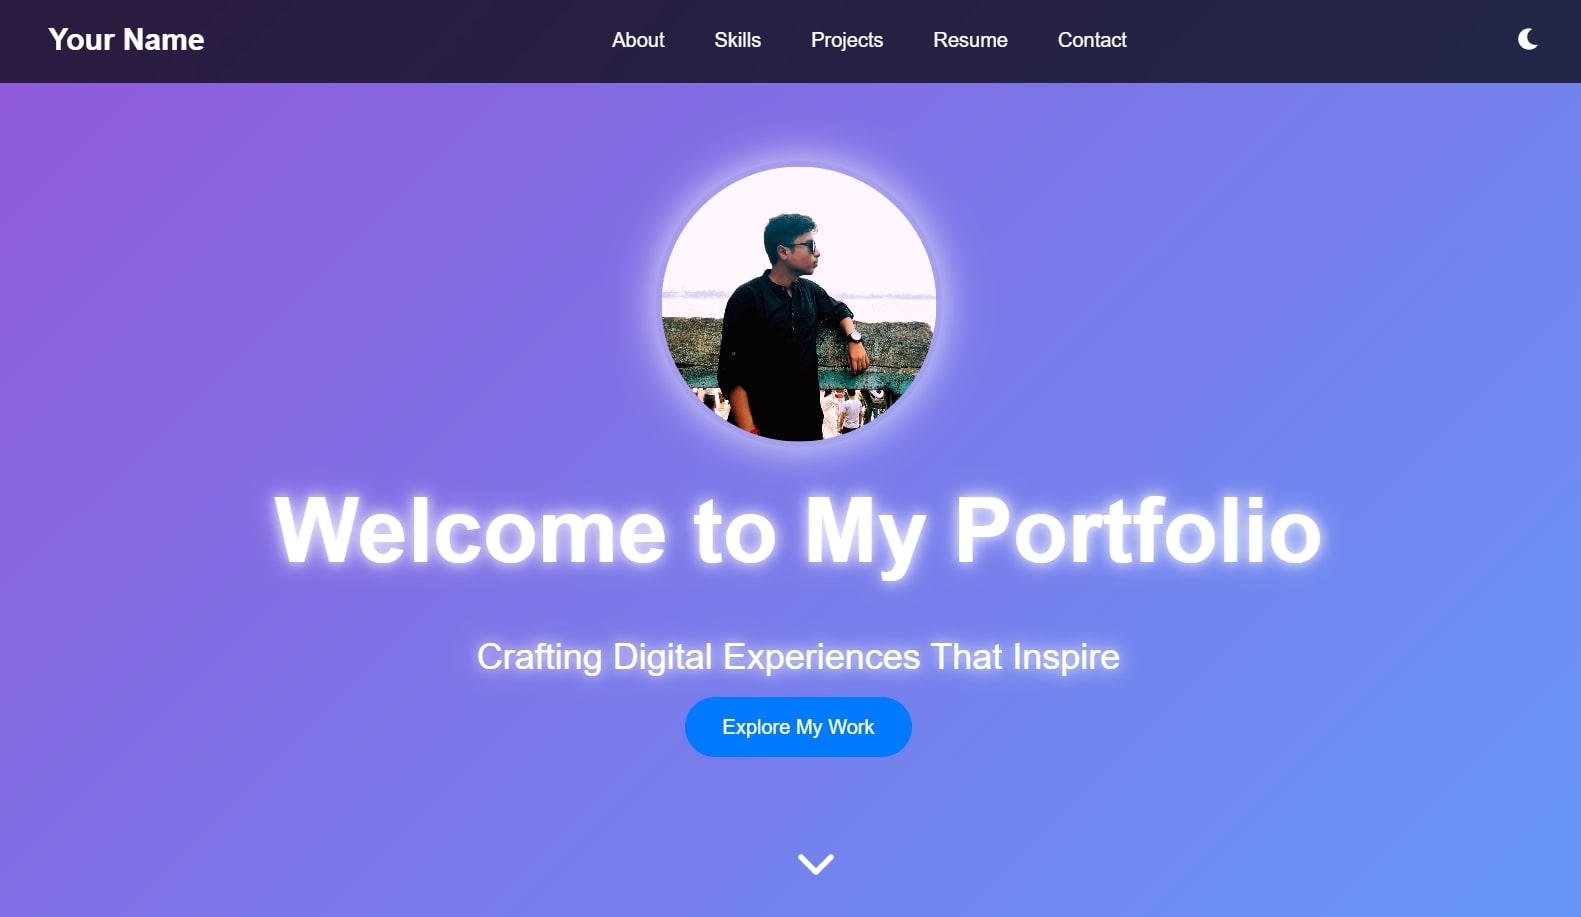 Your Name
About Skills Projects Resume Contact
Welcome to My Portfolio
Crafting Digital Experiences That Inspire
Explore My Work